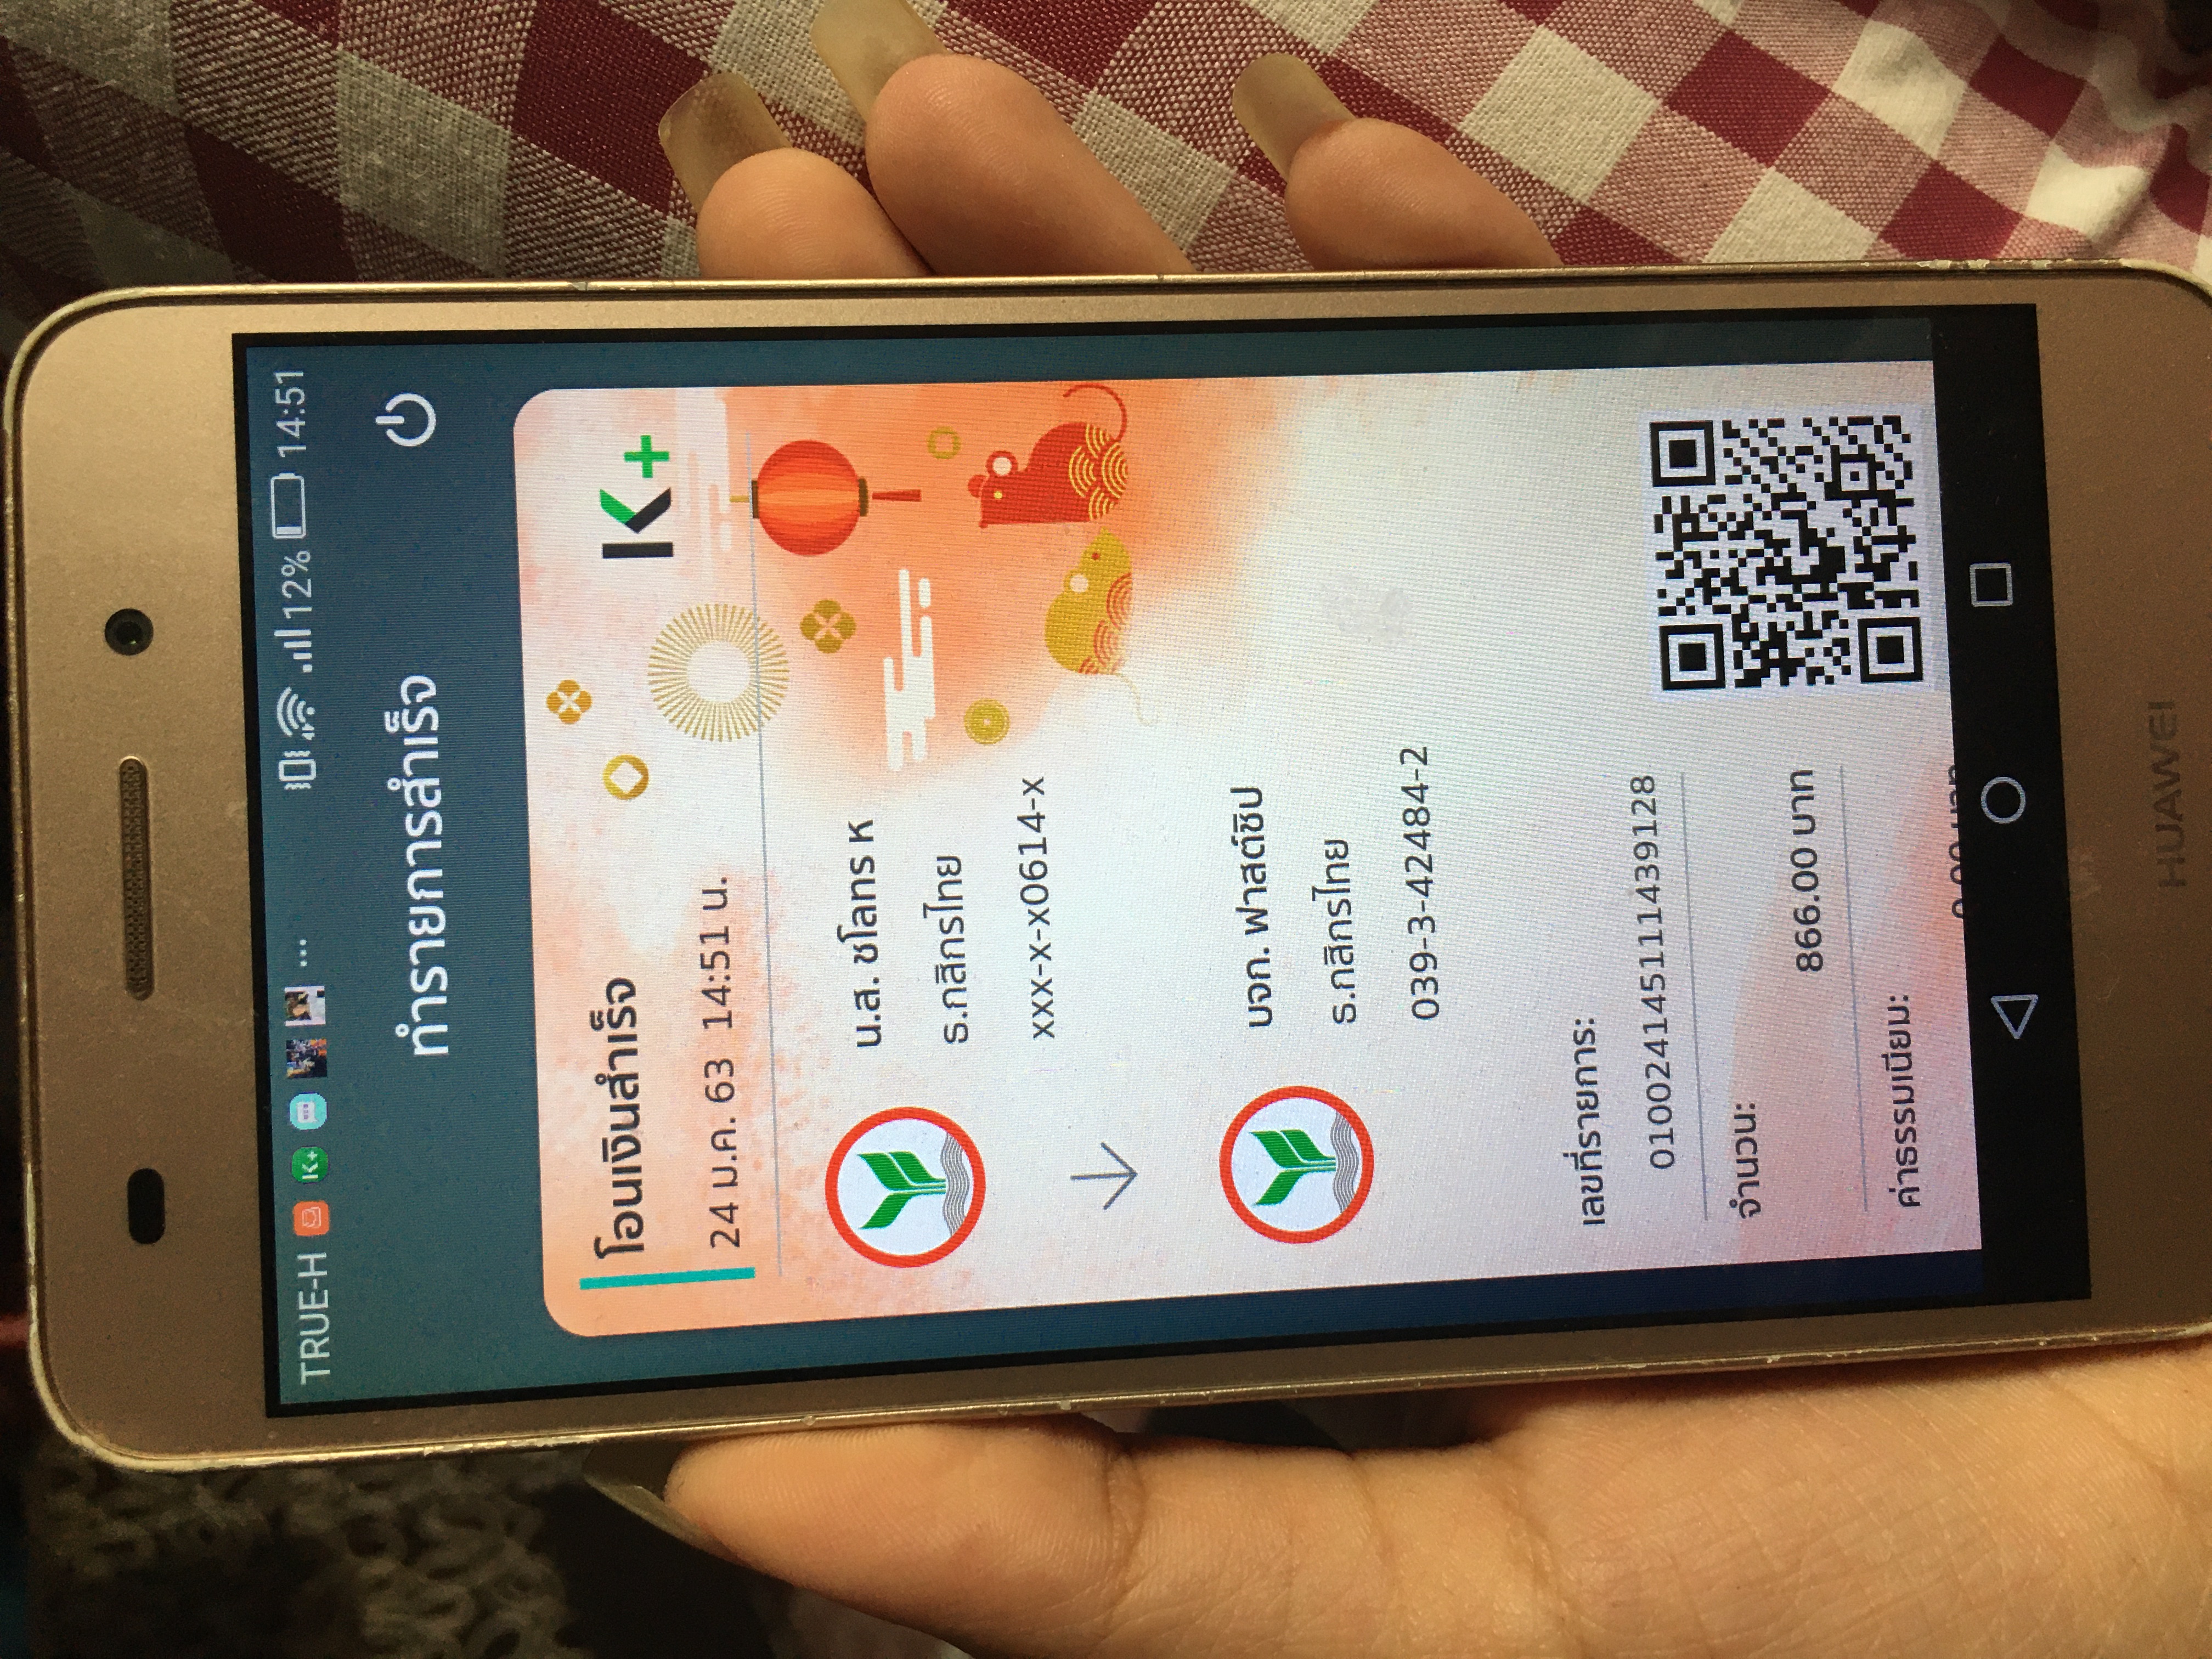 TRUE-H K+ 12% 14:51
ทำรายการสำเร็จ
โอนเงินสำเร็จ
K+
24 ม.ค. 63 14:51 น.
น.ส. ชโลทร ห
ธ.กสิกรไทย
xxx-x-x0614-x
บจก. ฟาสต์ชิป
ธ.กสิกรไทย
039-3-42484-2
เลขที่รายการ:
010024145111439128
จำนวน:
866.00 บาท
ค่าธรรมเนียม:
0.00 บาท
HUAWEI